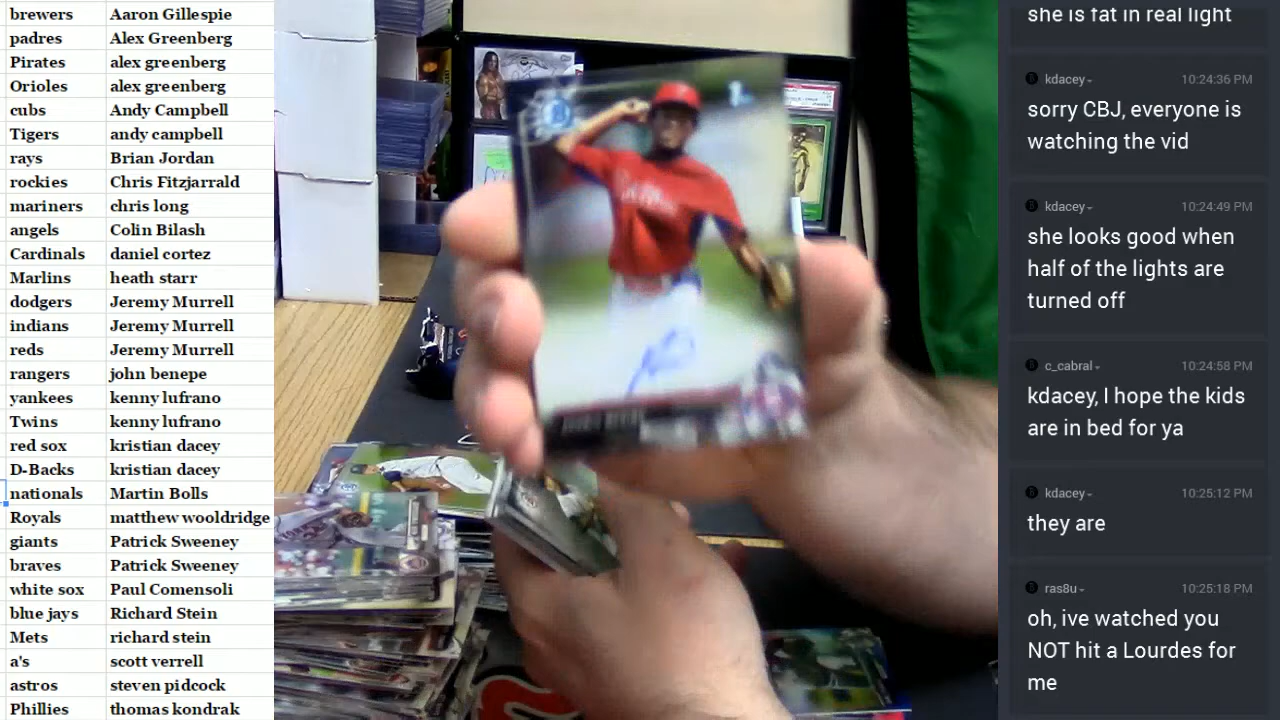 brewers Aaron Gillespie
padres Alex Greenberg
Pirates alex greenberg
Orioles alex greenberg
cubs Andy Campbell
Tigers andy campbell
rays Brian Jordan
rockies Chris Fitzjarrald
mariners chris long
angels Colin Bilash
Cardinals daniel cortez
Marlins heath starr
dodgers Jeremy Murrell
indians Jeremy Murrell
reds Jeremy Murrell
rangers john benepe
yankees kenny lufrano
Twins kenny lufrano
red sox kristian dacey
D-Backs kristian dacey
nationals Martin Bolls
Royals matthew wooldridge
giants Patrick Sweeney
braves Patrick Sweeney
white sox Paul Comensoli
blue jays Richard Stein
Mets richard stein
a's scott verrell
astros steven pidcock
Phillies thomas kondrak
she is fat in real light
kdacey 10:24:36 PM
sorry CBJ, everyone is
watching the vid
kdacey 10:24:49 PM
she looks good when
half of the lights are
turned off
c_cabral 10:24:58 PM
kdacey, I hope the kids
are in bed for ya
kdacey 10:25:12 PM
they are
ras8u 10:25:18 PM
oh, ive watched you
NOT hit a Lourdes for
me